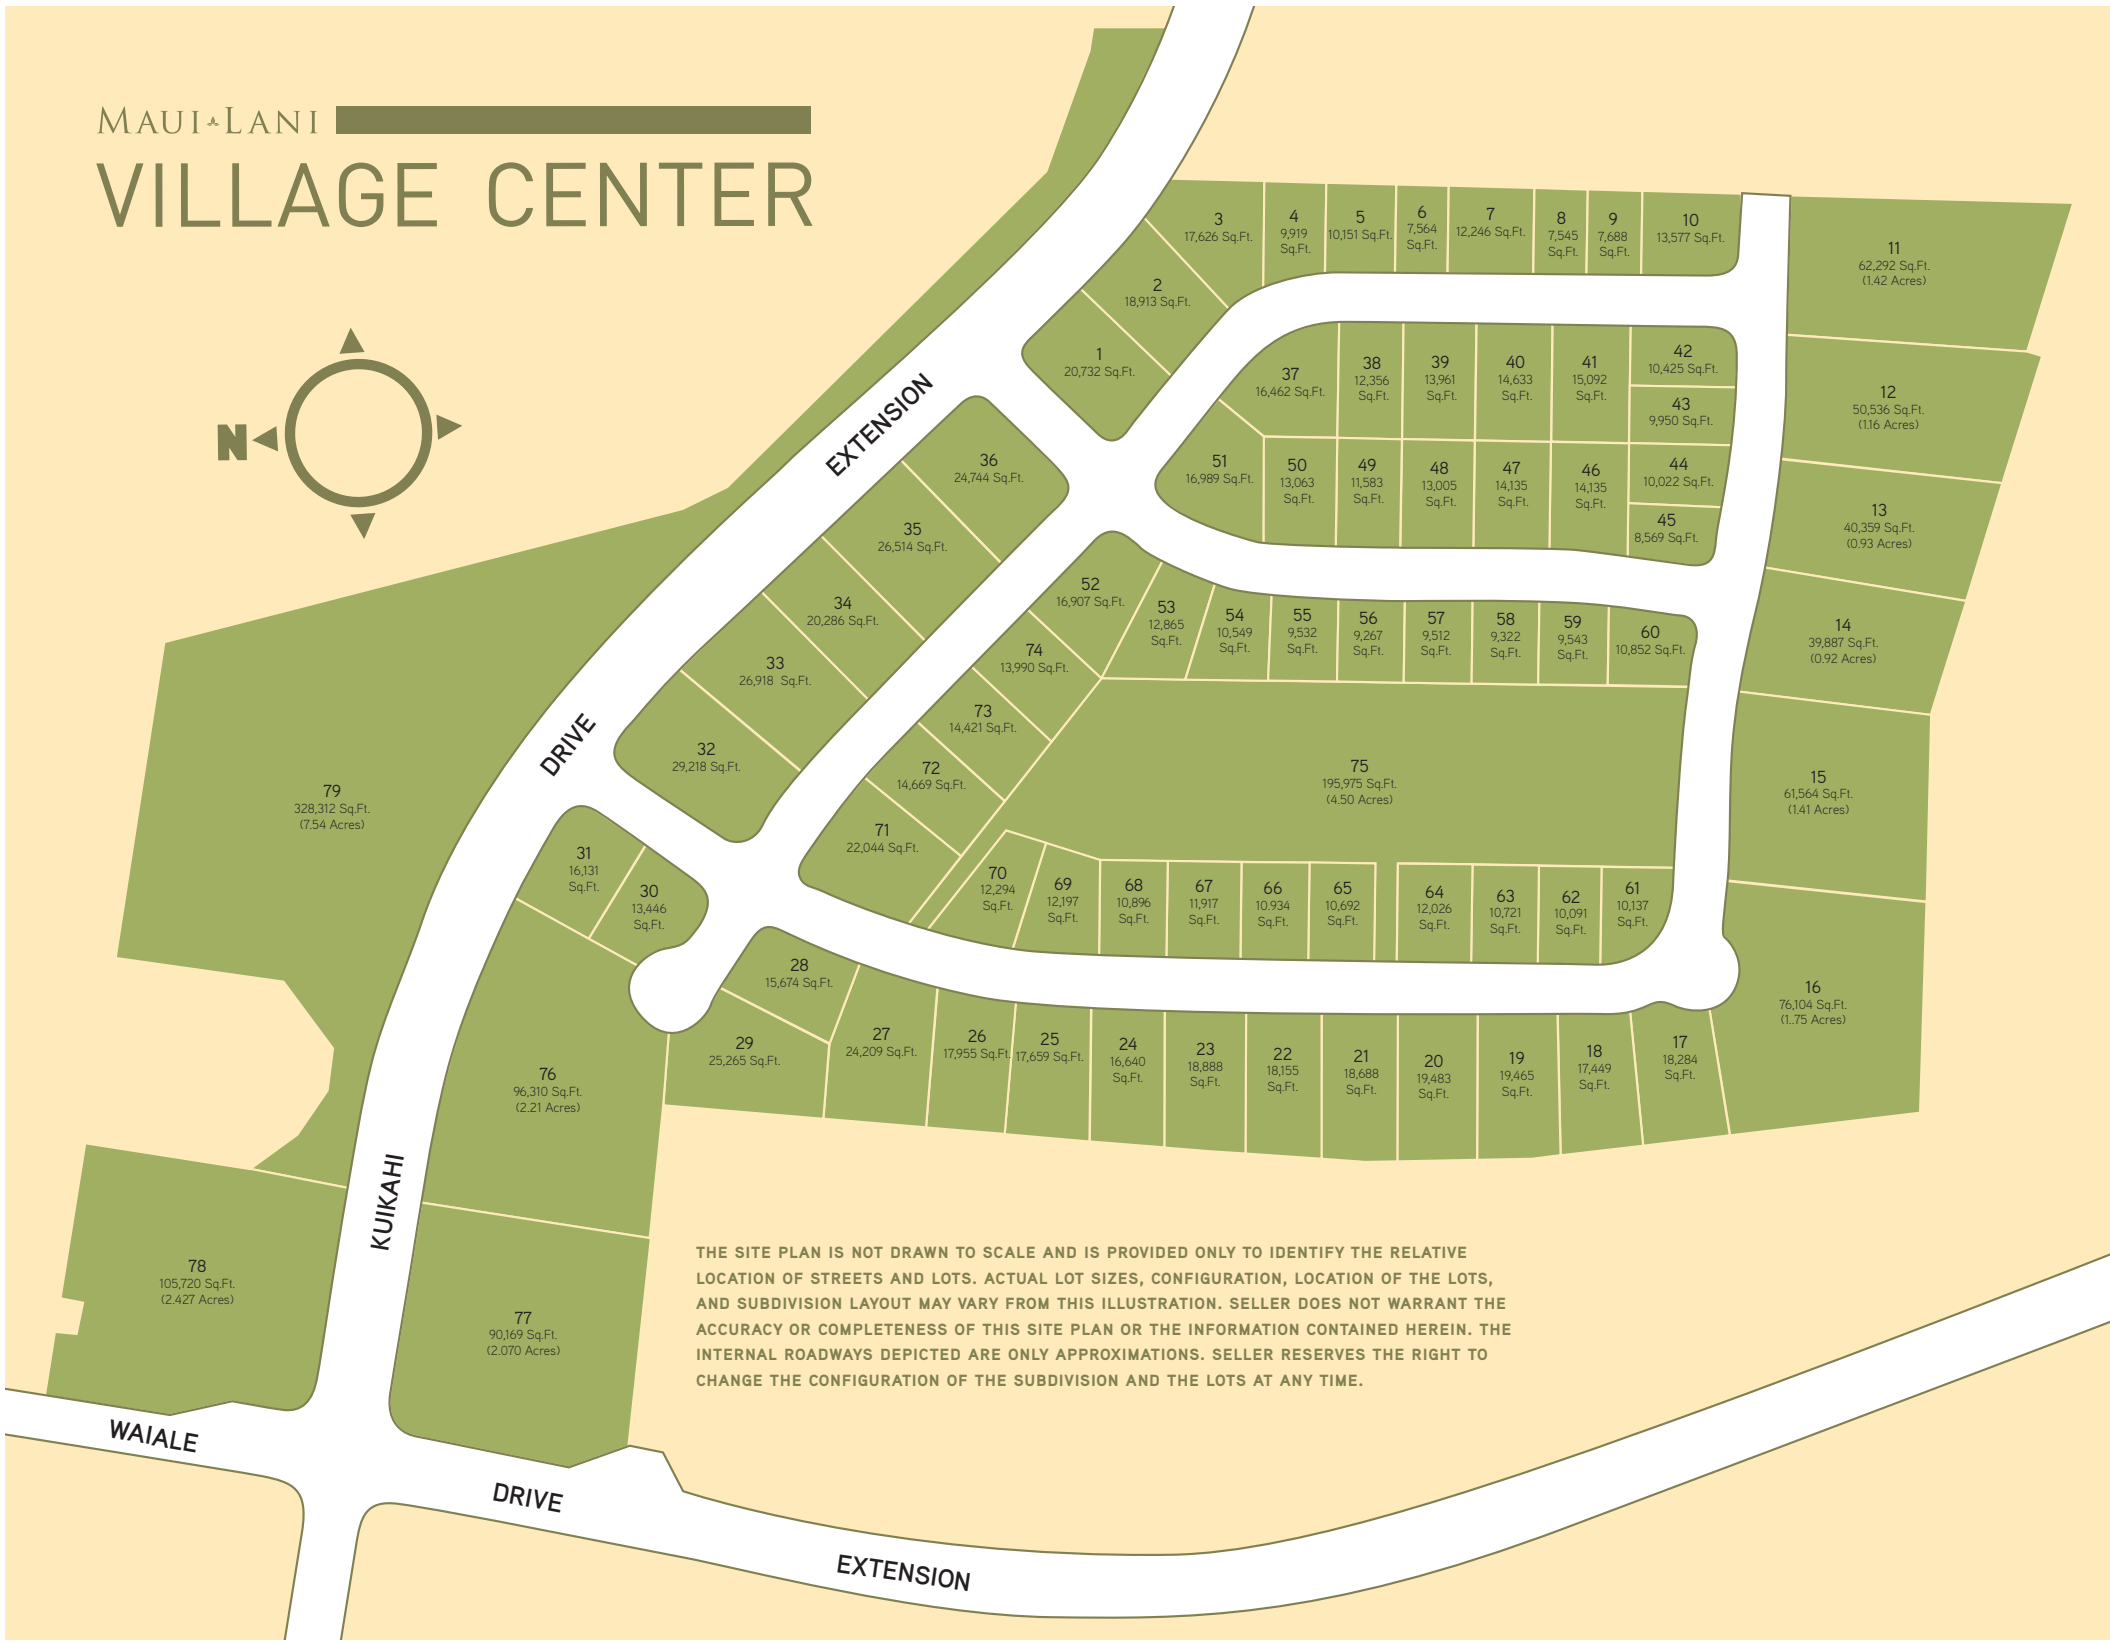 MAUI LANI
VILLAGE CENTER
N
EXTENSION
DRIVE
KUIKAHI
WAIALE
DRIVE
EXTENSION
1
20,732 Sq.Ft.
2
18,913 Sq.Ft.
3
17,626 Sq.Ft.
4
9,919
Sq.Ft.
5
10,151 Sq.Ft.
6
7,564
Sq.Ft.
7
12,246 Sq.Ft.
8
7,545
Sq.Ft.
9
7,688
Sq.Ft.
10
13,577 Sq.Ft.
11
62,292 Sq.Ft.
(1.42 Acres)
12
50,536 Sq.Ft.
(1.16 Acres)
13
40,359 Sq.Ft.
(0.93 Acres)
14
39,887 Sq.Ft.
(0.92 Acres)
15
61,564 Sq.Ft.
(1.41 Acres)
16
76,104 Sq.Ft.
(1..75 Acres)
17
18,284
Sq.Ft.
18
17,449
Sq.Ft.
19
19,465
Sq.Ft.
20
19,483
Sq.Ft.
21
18,688
Sq.Ft.
22
18,155
Sq.Ft.
23
18,888
Sq.Ft.
24
16,640
Sq.Ft.
25
17,659 Sq.Ft.
26
17,955 Sq.Ft.
27
24,209 Sq.Ft.
28
15,674 Sq.Ft.
29
25,265 Sq.Ft.
30
13,446
Sq.Ft.
31
16,131
Sq.Ft.
32
29,218 Sq.Ft.
33
26,918 Sq.Ft.
34
20,286 Sq.Ft.
35
26,514 Sq.Ft.
36
24,744 Sq.Ft.
37
16,462 Sq.Ft.
38
12,356
Sq.Ft.
39
13,961
Sq.Ft.
40
14,633
Sq.Ft.
41
15,092
Sq.Ft.
42
10,425 Sq.Ft.
43
9,950 Sq.Ft.
44
10,022 Sq.Ft.
45
8,569 Sq.Ft.
46
14,135
Sq.Ft.
47
14,135
Sq.Ft.
48
13,005
Sq.Ft.
49
11,583
Sq.Ft.
50
13,063
Sq.Ft.
51
16,989 Sq.Ft.
52
16,907 Sq.Ft.
53
12,865
Sq.Ft.
54
10,549
Sq.Ft.
55
9,532
Sq.Ft.
56
9,267
Sq.Ft.
57
9,512
Sq.Ft.
58
9,322
Sq.Ft.
59
9,543
Sq.Ft.
60
10,852 Sq.Ft.
61
10,137
Sq.Ft.
62
10,091
Sq.Ft.
63
10,721
Sq.Ft.
64
12,026
Sq.Ft.
65
10,692
Sq.Ft.
66
10.934
Sq.Ft.
67
11,917
Sq.Ft.
68
10,896
Sq.Ft.
69
12,197
Sq.Ft.
70
12,294
Sq.Ft.
71
22,044 Sq.Ft.
72
14,669 Sq.Ft.
73
14,421 Sq.Ft.
74
13,990 Sq.Ft.
75
195,975 Sq.Ft.
(4.50 Acres)
76
96,310 Sq.Ft.
(2.21 Acres)
77
90,169 Sq.Ft.
(2.070 Acres)
78
105,720 Sq.Ft.
(2.427 Acres)
79
328,312 Sq.Ft.
(7.54 Acres)
THE SITE PLAN IS NOT DRAWN TO SCALE AND IS PROVIDED ONLY TO IDENTIFY THE RELATIVE
LOCATION OF STREETS AND LOTS. ACTUAL LOT SIZES, CONFIGURATION, LOCATION OF THE LOTS,
AND SUBDIVISION LAYOUT MAY VARY FROM THIS ILLUSTRATION. SELLER DOES NOT WARRANT THE
ACCURACY OR COMPLETENESS OF THIS SITE PLAN OR THE INFORMATION CONTAINED HEREIN. THE
INTERNAL ROADWAYS DEPICTED ARE ONLY APPROXIMATIONS. SELLER RESERVES THE RIGHT TO
CHANGE THE CONFIGURATION OF THE SUBDIVISION AND THE LOTS AT ANY TIME.